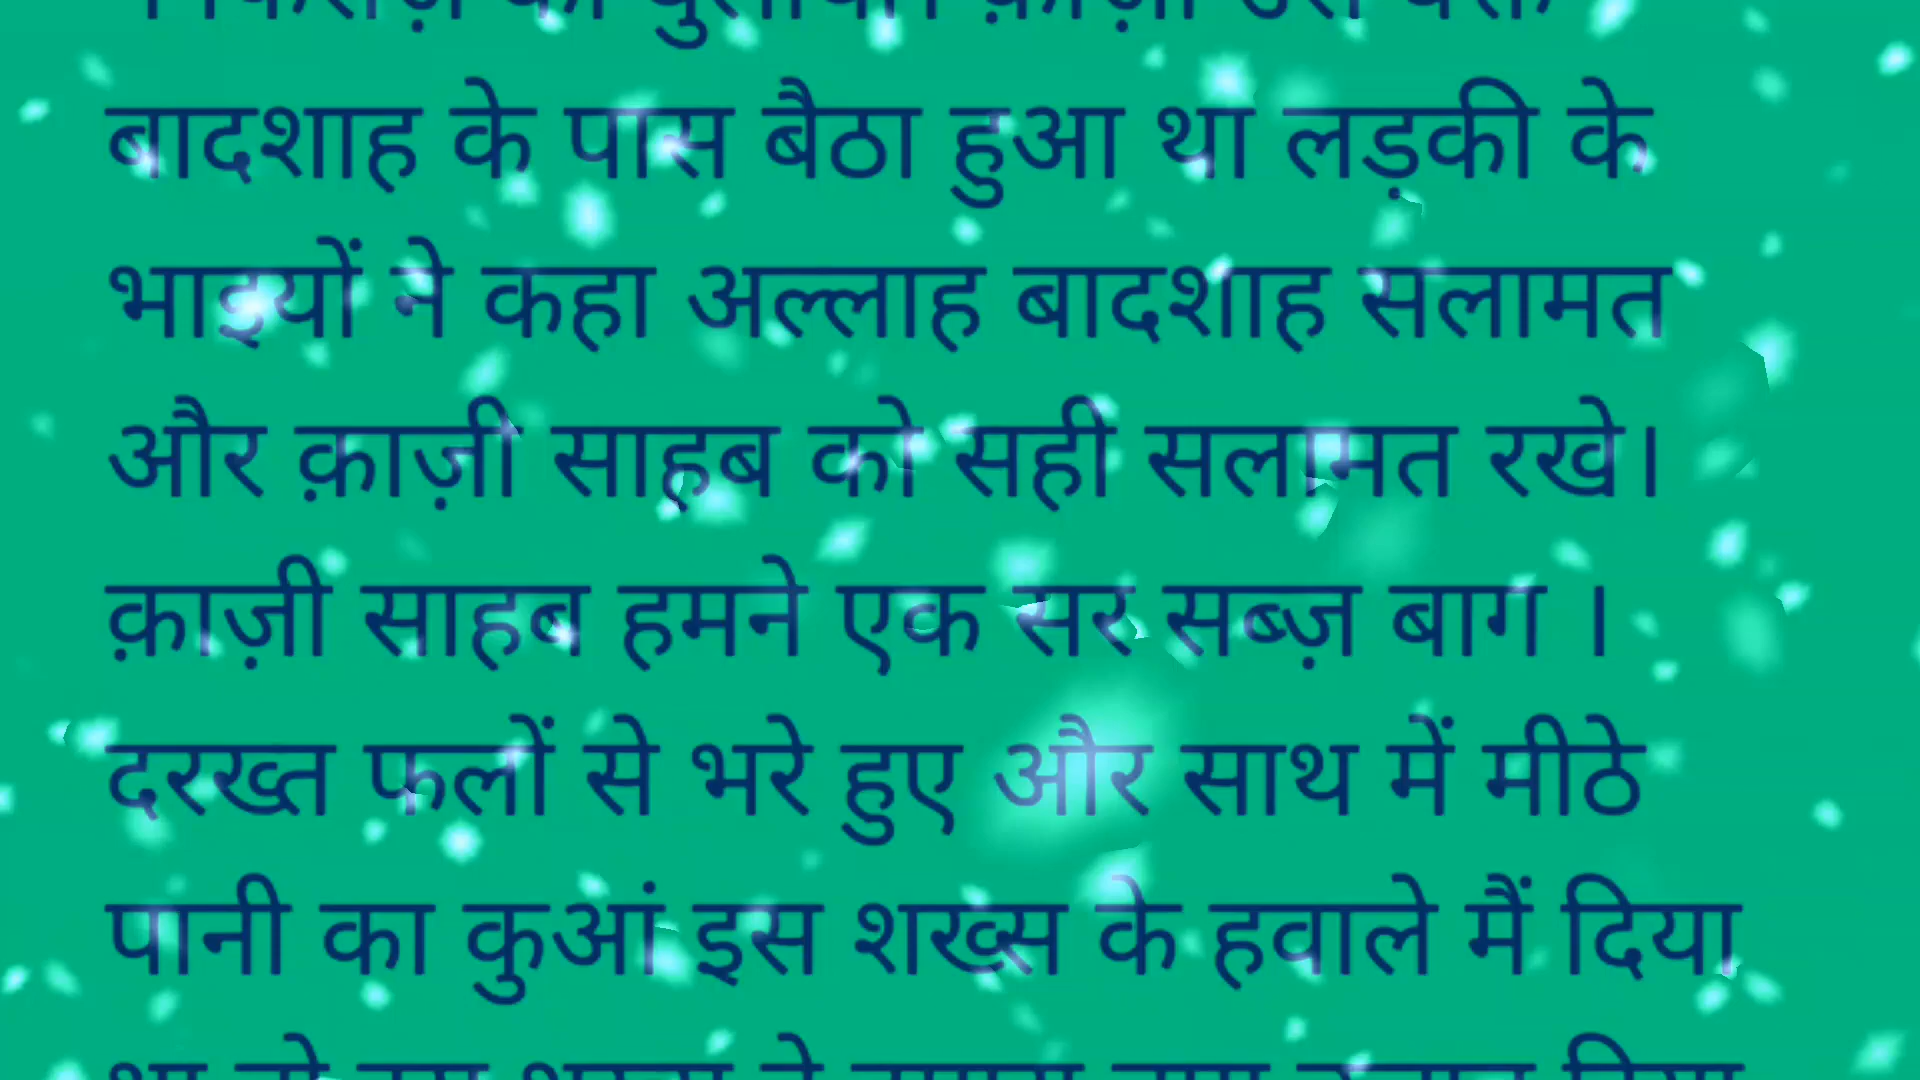 बादशाह के पास बैठा हुआ था लड़की के
भाइयों ने कहा अल्लाह बादशाह सलामत
और क़ाज़ी साहब को सही सलामत रखे।
क़ाज़ी साहब हमने एक सर सब्ज़ बाग ।
दरख्त फलों से भरे हुए और साथ में मीठे
पानी का कुआं इस शख्स के हवाले मैं दिया